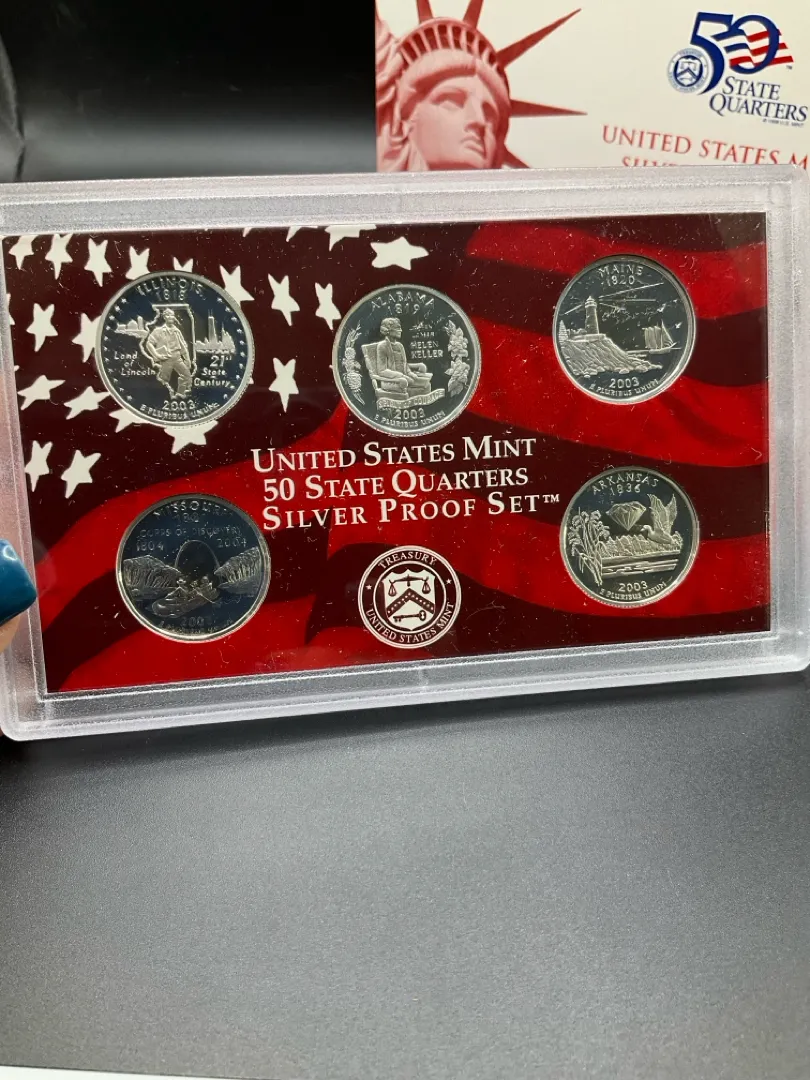 50
STATE
QUARTERS
UNITED STATES M
ILLINOIS
1818
Land
of
Lincoln
21st
State
Century
2003
E PLURIBUS UNUM
ALABAMA
1819
HELEN
KELLER
2003
E PLURIBUS UNUM
MAINE
1820
2003
E PLURIBUS UNUM
UNITED STATES MINT
50 STATE QUARTERS
SILVER PROOF SET™
MISSOURI
CORPS OF DISCOVERY
1804 2004
TREASURY
UNITED STATES MINT
ARKANSAS
1836
2003
E PLURIBUS UNUM